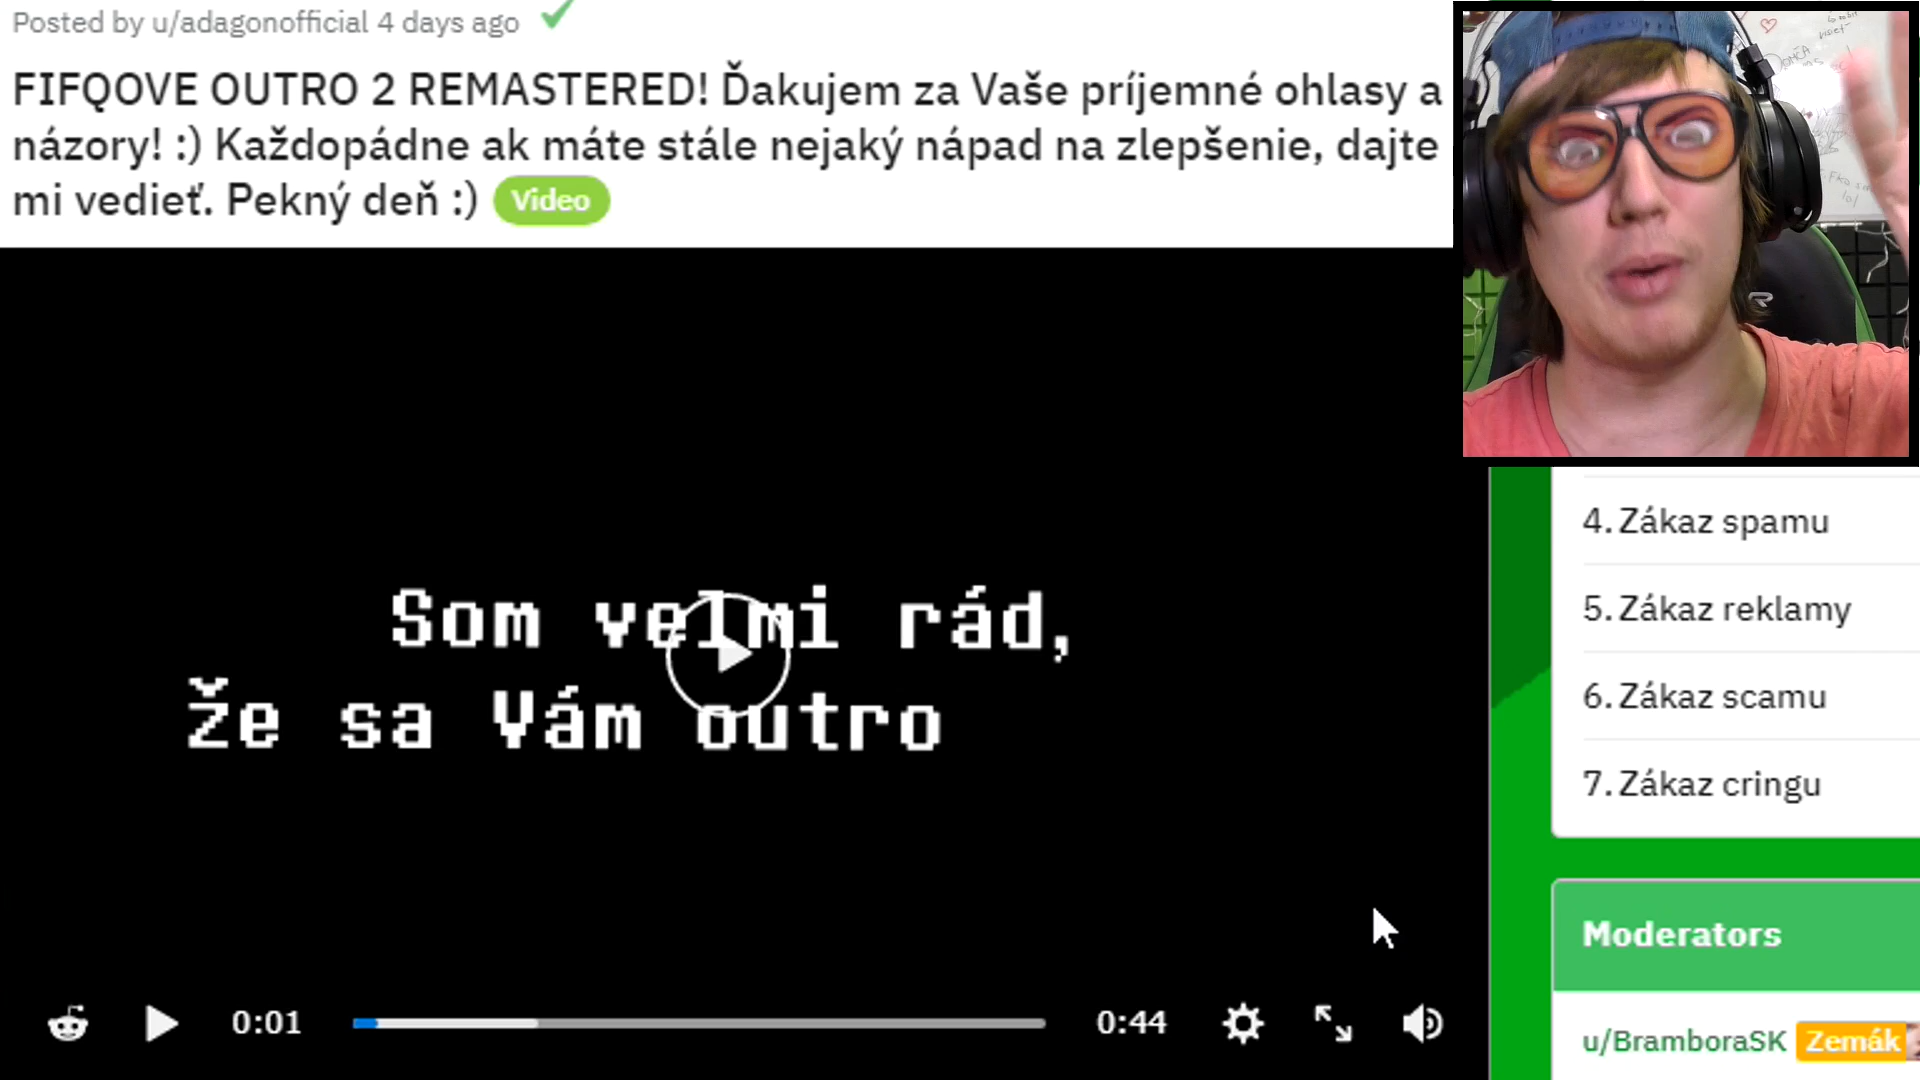 Posted by u/adagonofficial 4 days ago
FIFQOVE OUTRO 2 REMASTERED! Ďakujem za Vaše príjemné ohlasy a
názory! :) Každopádne ak máte stále nejaký nápad na zlepšenie, dajte
mi vedieť. Pekný deň :) Video
Som velmi rád,
že sa Vám outro
0:01
0:44
4. Zákaz spamu
5. Zákaz reklamy
6. Zákaz scamu
7. Zákaz cringu
Moderators
u/BramboraSK Zemák